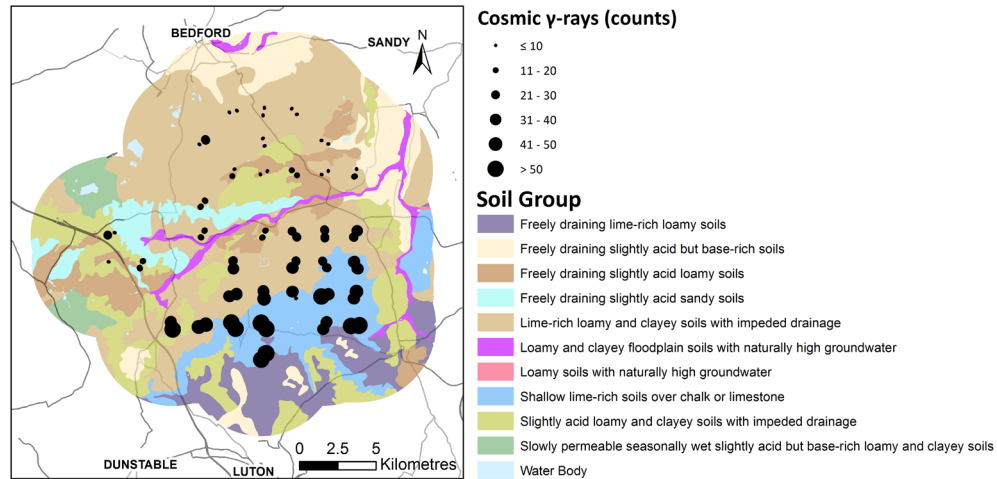 BEDFORD
SANDY
N
DUNSTABLE
LUTON
0 2.5 5
Kilometres
Cosmic γ-rays (counts)
≤ 10
11 - 20
21 - 30
31 - 40
41 - 50
> 50
Soil Group
Freely draining lime-rich loamy soils
Freely draining slightly acid but base-rich soils
Freely draining slightly acid loamy soils
Freely draining slightly acid sandy soils
Lime-rich loamy and clayey soils with impeded drainage
Loamy and clayey floodplain soils with naturally high groundwater
Loamy soils with naturally high groundwater
Shallow lime-rich soils over chalk or limestone
Slightly acid loamy and clayey soils with impeded drainage
Slowly permeable seasonally wet slightly acid but base-rich loamy and clayey soils
Water Body